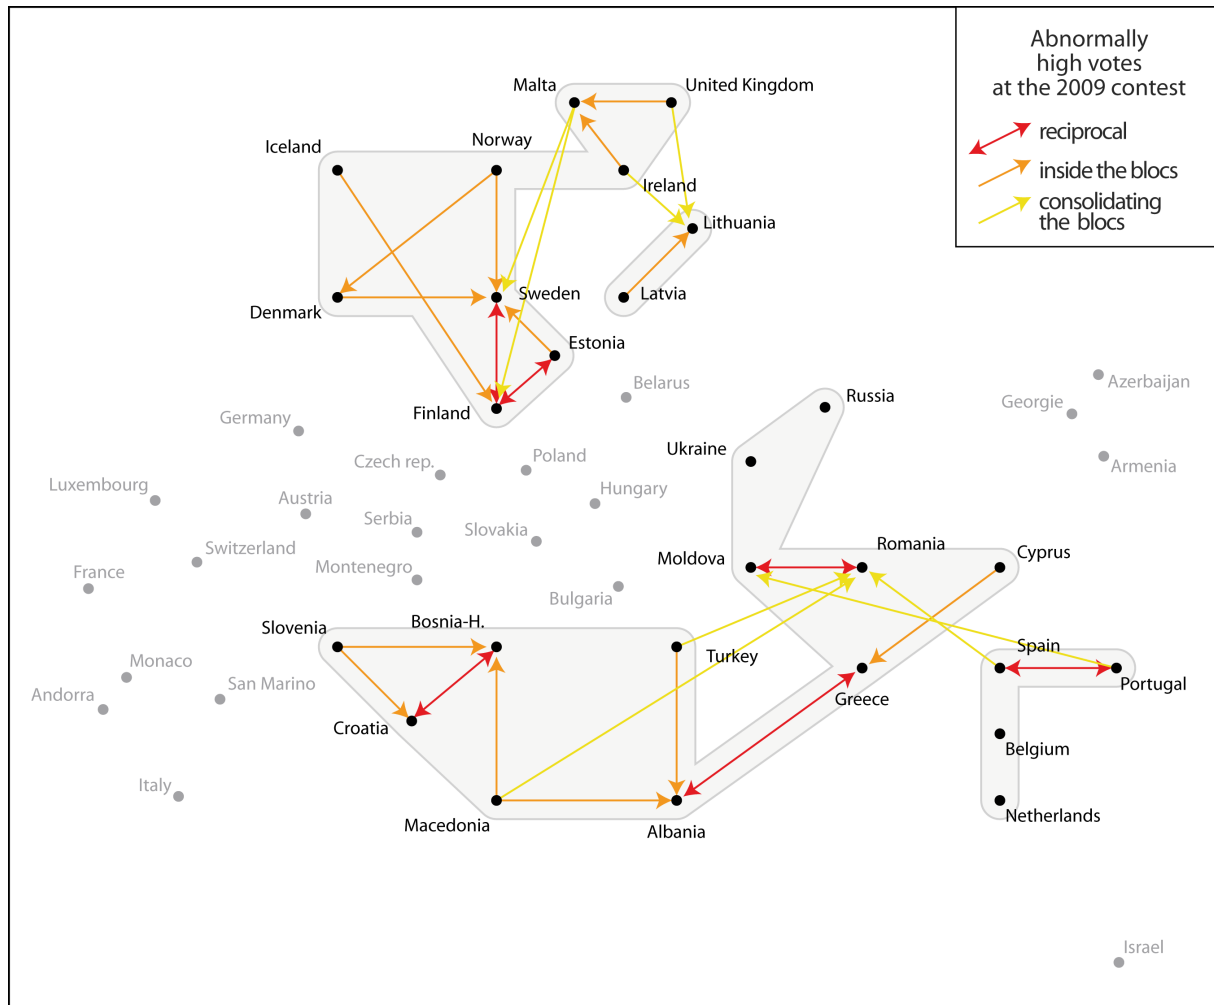 Abnormally
high votes
at the 2009 contest
reciprocal
inside the blocs
consolidating
the blocs
Malta
United Kingdom
Iceland
Norway
Ireland
Lithuania
Denmark
Sweden
Latvia
Estonia
Finland
Belarus
Azerbaijan
Russia
Georgie
Germany
Ukraine
Armenia
Czech rep.
Poland
Luxembourg
Austria
Hungary
Serbia
Slovakia
Switzerland
Moldova
Romania
Cyprus
France
Montenegro
Bulgaria
Slovenia
Bosnia-H.
Turkey
Spain
Monaco
Andorra
San Marino
Portugal
Greece
Croatia
Belgium
Italy
Macedonia
Albania
Netherlands
Israel